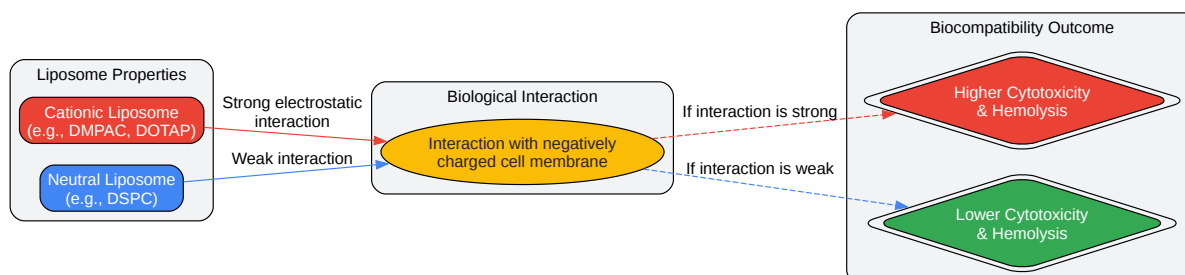 Liposome Properties
Cationic Liposome
(e.g., DMPAC, DOTAP)
Neutral Liposome
(e.g., DSPC)
Strong electrostatic
interaction
Weak interaction
Biological Interaction
Interaction with negatively
charged cell membrane
If interaction is strong
If interaction is weak
Biocompatibility Outcome
Higher Cytotoxicity
& Hemolysis
Lower Cytotoxicity
& Hemolysis